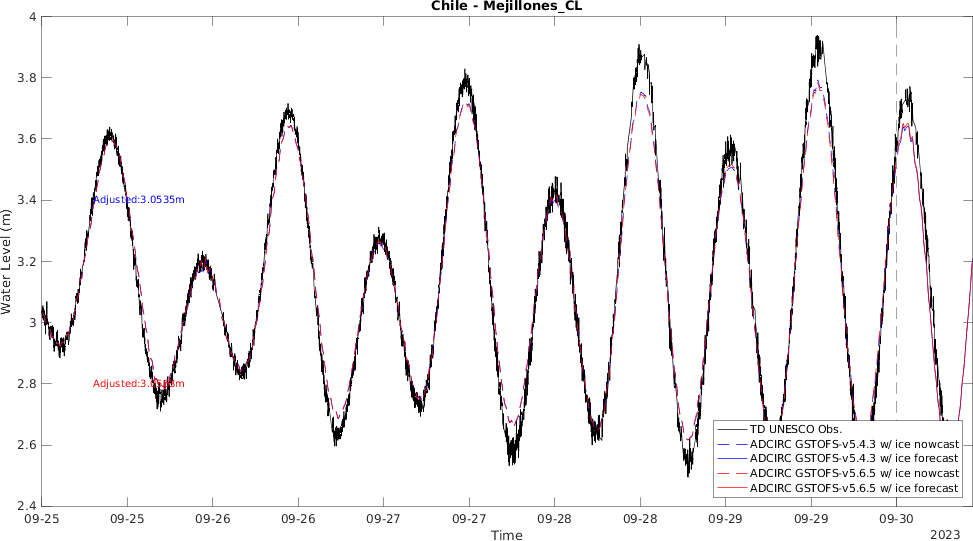 Chile - Mejillones_CL
4
3.8
3.6
3.4
3.2
3
2.8
2.6
2.4
Water Level (m)
Adjusted:3.0535m
TD UNESCO Obs.
ADCIRC GSTOFS-v5.4.3 w/ ice nowcast
ADCIRC GSTOFS-v5.4.3 w/ ice forecast
ADCIRC GSTOFS-v5.6.5 w/ ice nowcast
ADCIRC GSTOFS-v5.6.5 w/ ice forecast
09-25 09-25 09-26 09-26 09-27 09-27 09-28 09-28 09-29 09-29 09-30
Time
2023